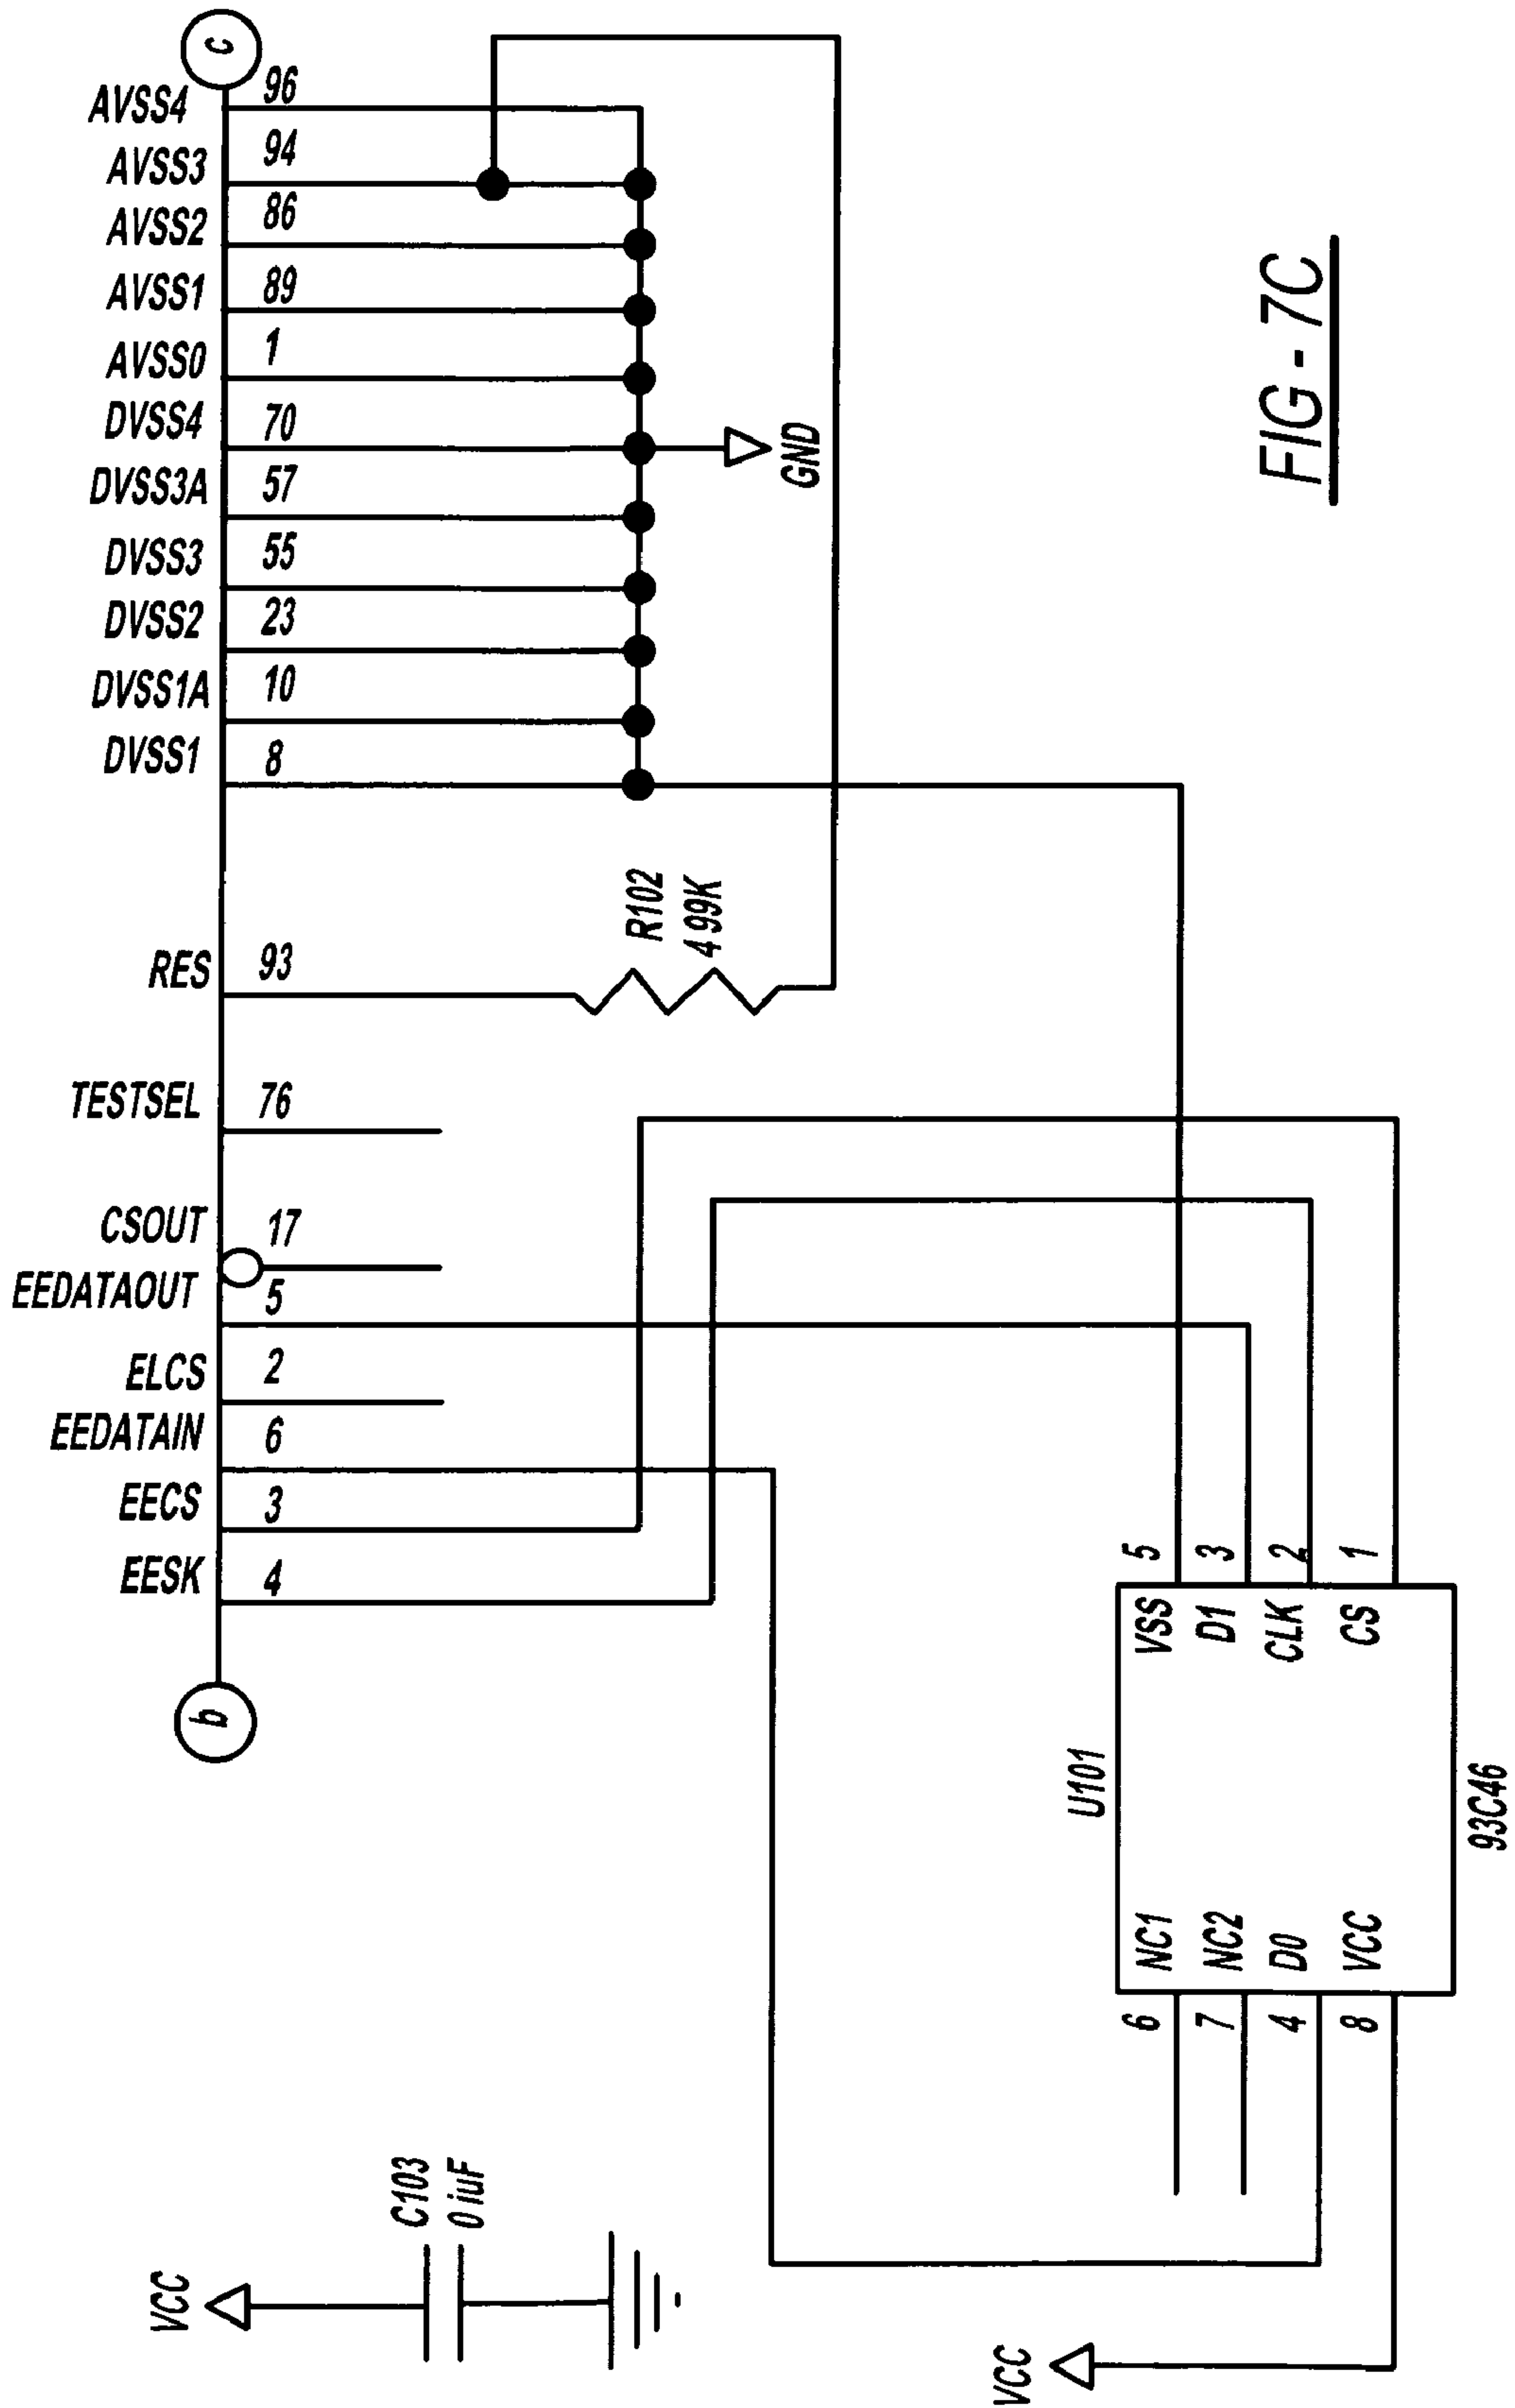 C
AVSS4
96
AVSS3
94
AVSS2
86
AVSS1
89
AVSS0
1
DVSS4
70
DVSS3A
57
DVSS3
55
DVSS2
23
DVSS1A
10
DVSS1
8
GND
RES
93
R102
4 99K
TESTSEL
76
CSOUT
17
EEDATAOUT
5
ELCS
2
EEDATAIN
6
EECS
3
EESK
4
b
U101
VSS
5
D1
3
CLK
2
CS
1
NC1
6
NC2
7
D0
4
VCC
8
93C46
VCC
C103
0 iuF
VCC
FIG - 7C